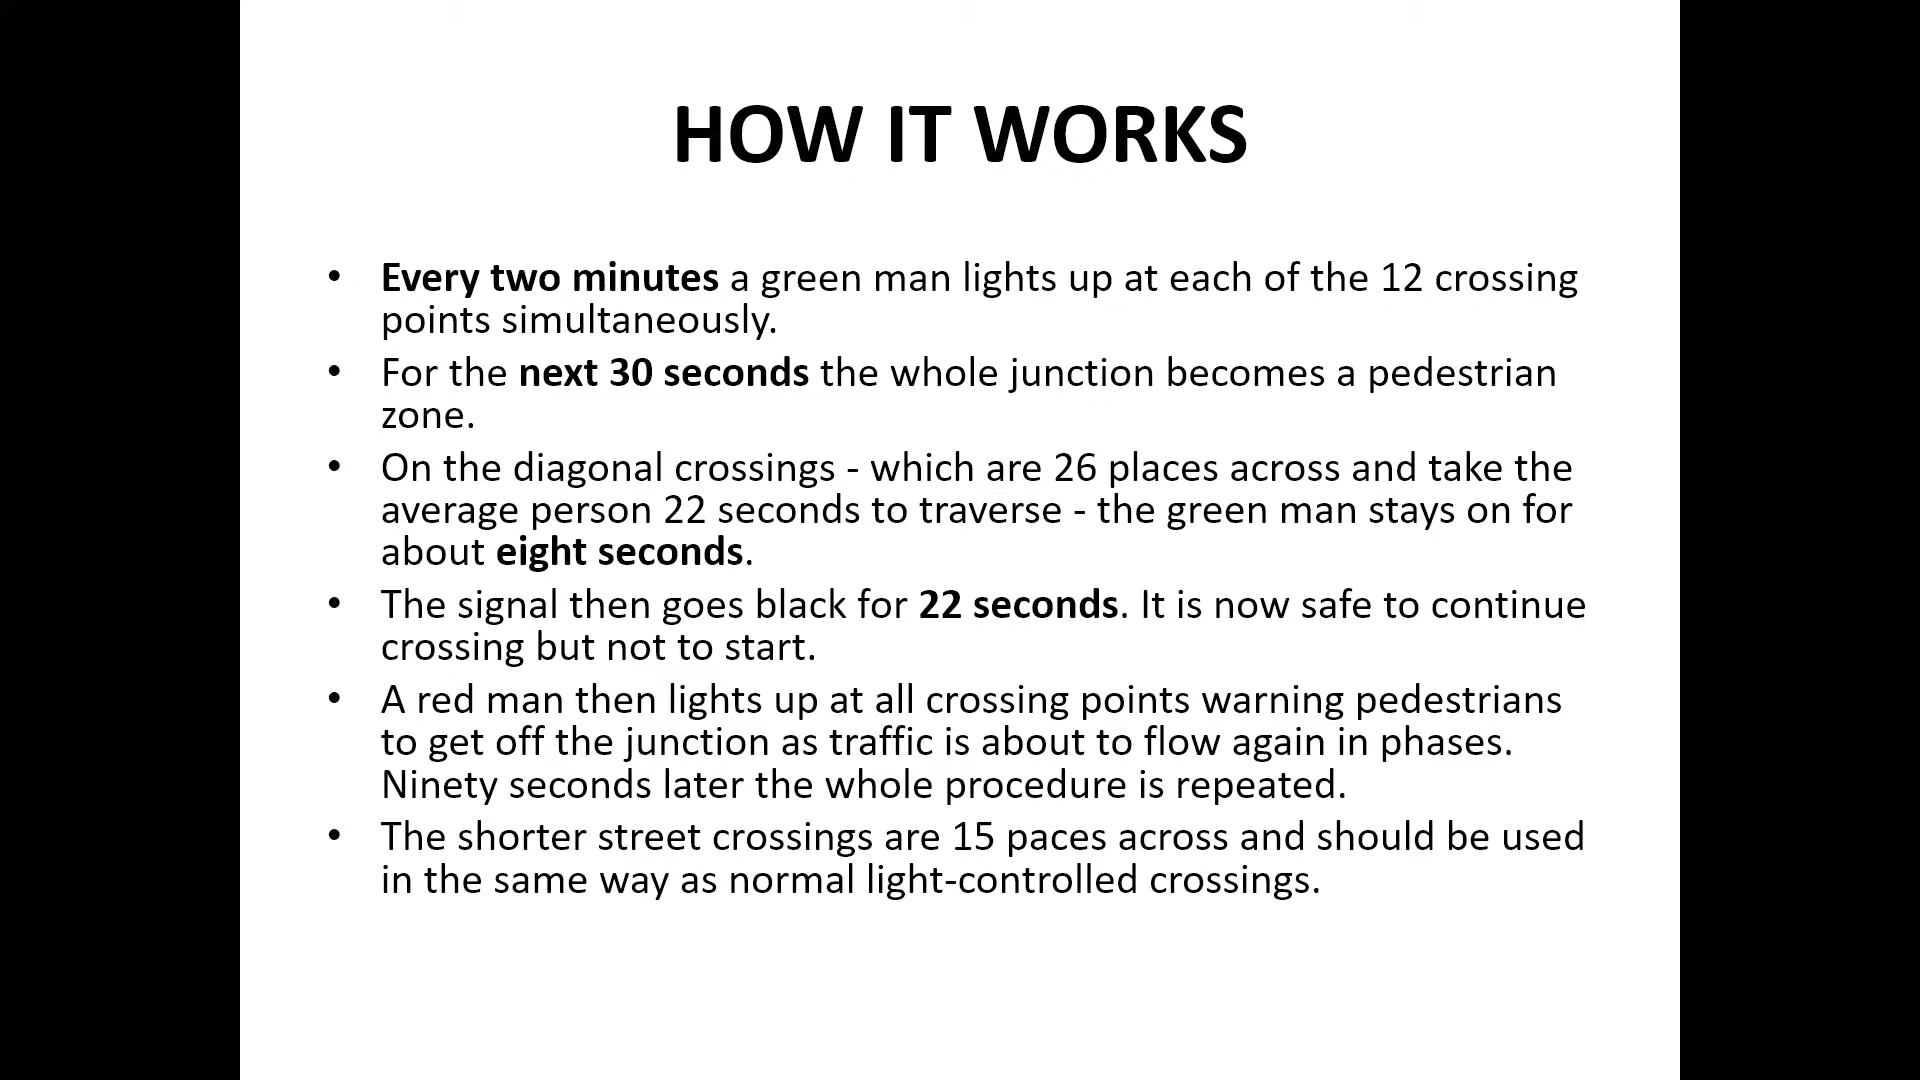 HOW IT WORKS
• Every two minutes a green man lights up at each of the 12 crossing
points simultaneously.
• For the next 30 seconds the whole junction becomes a pedestrian
zone.
• On the diagonal crossings - which are 26 places across and take the
average person 22 seconds to traverse - the green man stays on for
about eight seconds.
• The signal then goes black for 22 seconds. It is now safe to continue
crossing but not to start.
• A red man then lights up at all crossing points warning pedestrians
to get off the junction as traffic is about to flow again in phases.
Ninety seconds later the whole procedure is repeated.
• The shorter street crossings are 15 paces across and should be used
in the same way as normal light-controlled crossings.